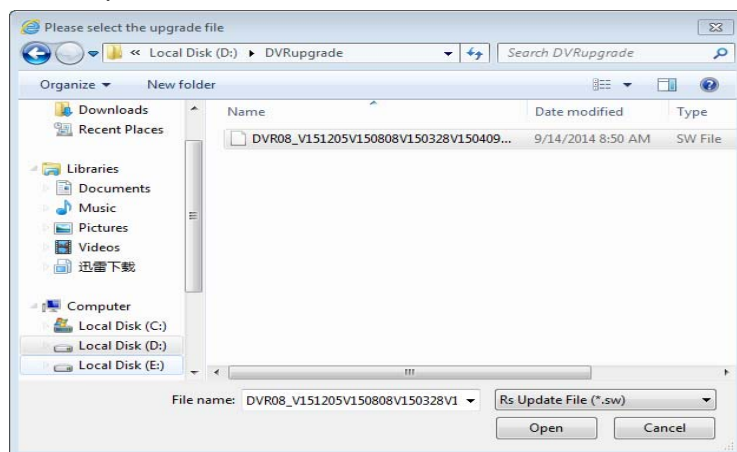 Please select the upgrade file
« Local Disk (D:) ▸ DVRupgrade
Search DVRupgrade
Organize ▾ New folder
Downloads
Recent Places
Libraries
Documents
Music
Pictures
Videos
迅雷下载
Computer
Local Disk (C:)
Local Disk (D:)
Local Disk (E:)
Name Date modified Type
DVR08_V151205V150808V150328V150409... 9/14/2014 8:50 AM SW File
File name: DVR08_V151205V150808V150328V1 Rs Update File (*.sw)
Open Cancel